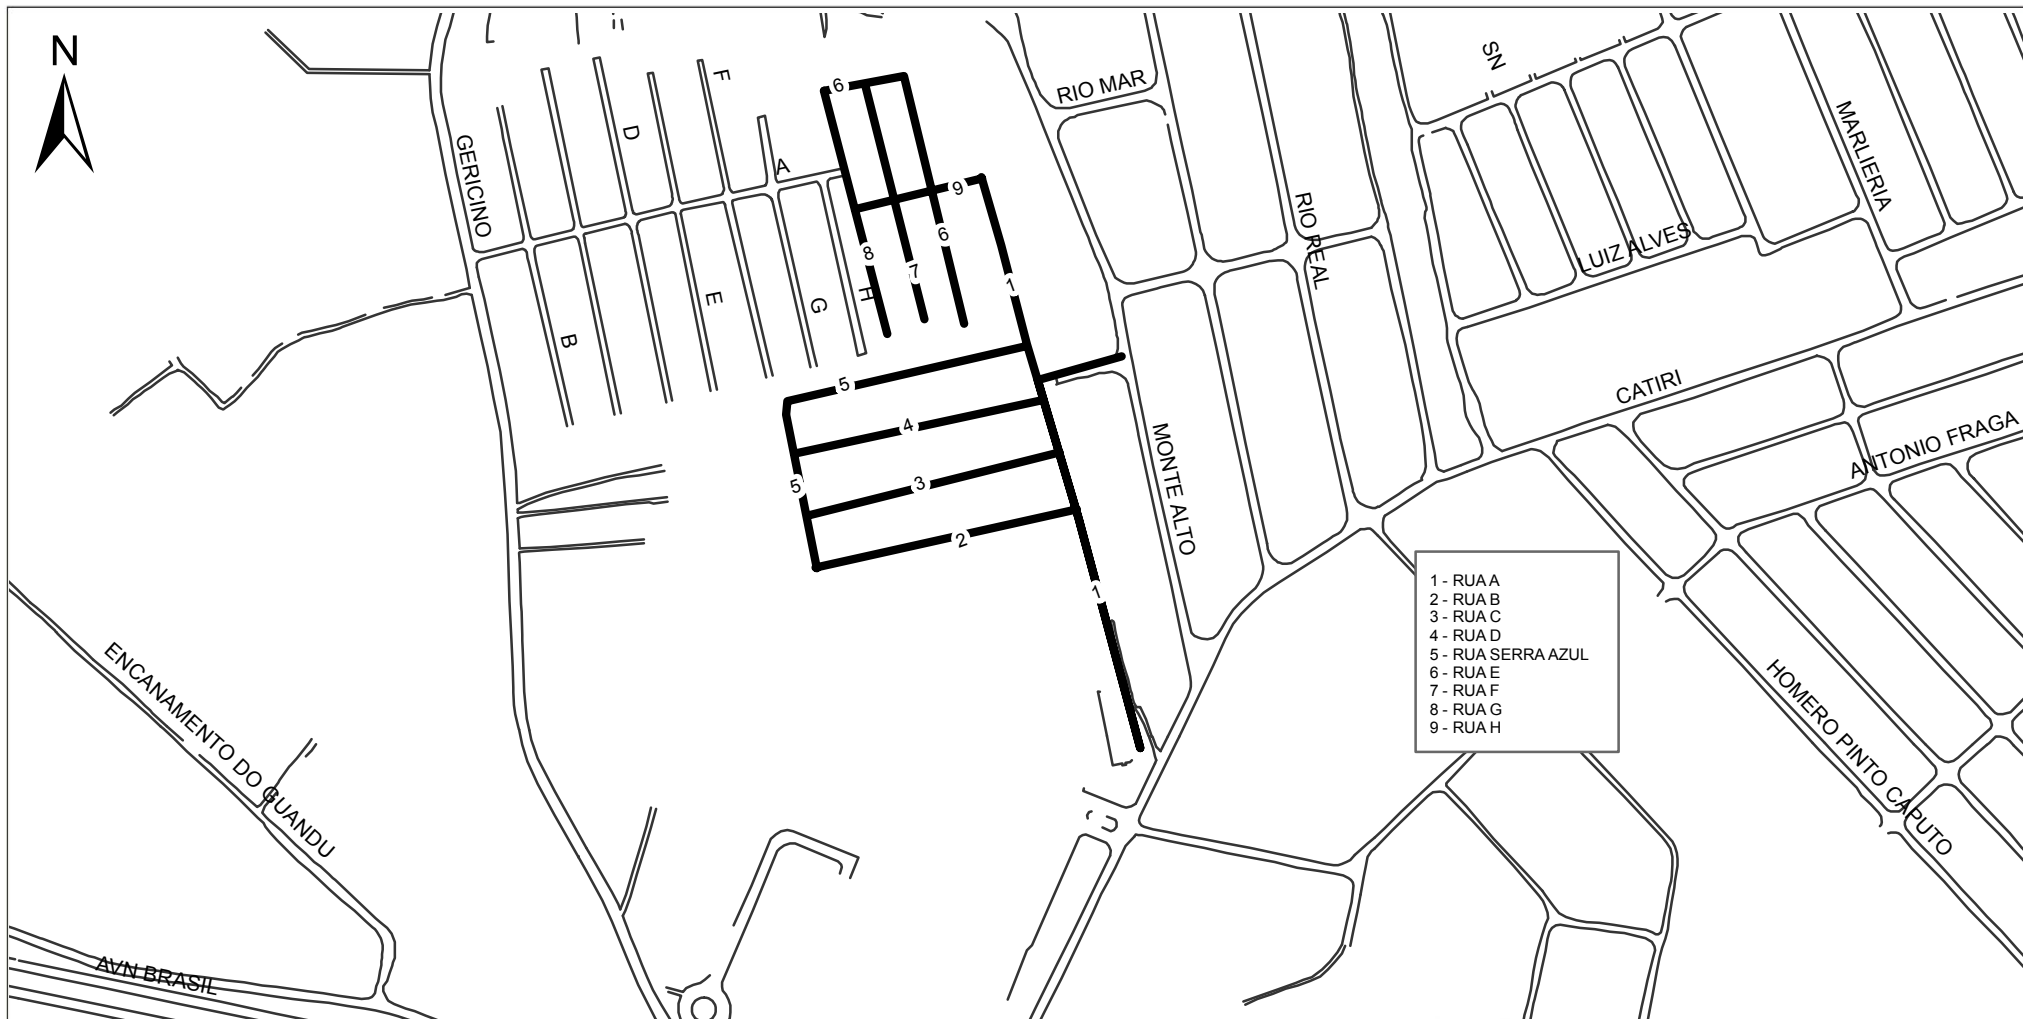 N
SN
F
6
RIO MAR
MARLIERIA
D
GERICINO
A
9
RIO REAL
6
LUIZ ALVES
8
7
1
H
E
G
B
5
CATIRI
4
ANTONIO FRAGA
MONTE ALTO
5
3
2
1
1 - RUA A
2 - RUA B
3 - RUA C
4 - RUA D
5 - RUA SERRA AZUL
6 - RUA E
7 - RUA F
8 - RUA G
9 - RUA H
ENCANAMENTO DO GUANDU
HOMERO PINTO CAPUTO
AVN BRASIL